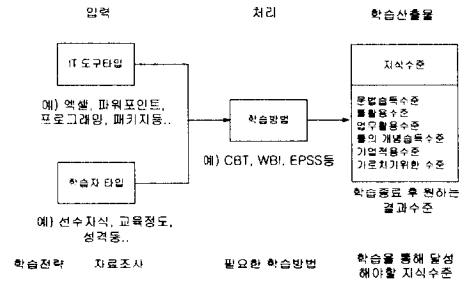 입력
처리
학습산출물
IT 도구타입
예) 엑셀, 파워포인트,
프로그래밍, 패키지등..
학습자 타입
예) 선수지식, 교육정도,
성격등..
학습방법
예) CBT, WBI, EPSS등
지식수준
문법습득수준
툴활용수준
업무활용수준
툴의 개념습득수준
기업적용수준
가르치기위한 수준
학습종료 후 원하는
결과수준
학습전략
자료조사
필요한 학습방법
학습을 통해 달성
해야할 지식수준